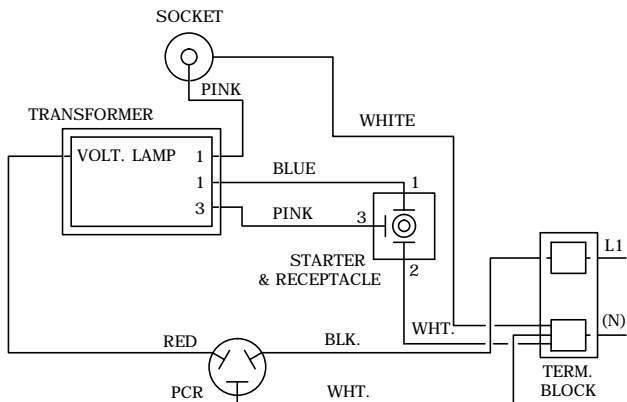 SOCKET
PINK
TRANSFORMER
WHITE
VOLT. LAMP 1
BLUE
1
1
3
PINK
3
STARTER
& RECEPTACLE
2
L1
(N)
WHT.
RED
BLK.
TERM.
BLOCK
PCR
WHT.